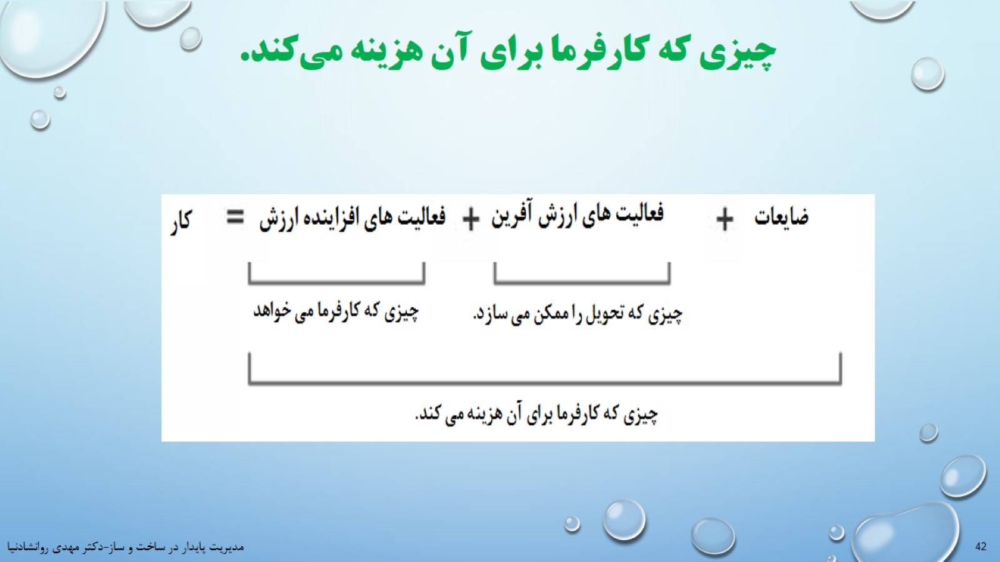 چیزی که کارفرما برای آن هزینه می‌کند.
کار = فعالیت های افزاینده ارزش + فعالیت های ارزش آفرین + ضایعات
چیزی که کارفرما می خواهد
چیزی که تحویل را ممکن می سازد.
چیزی که کارفرما برای آن هزینه می کند.
مدیریت پایدار در ساخت و ساز-دکتر مهدی روانشادنیا
42